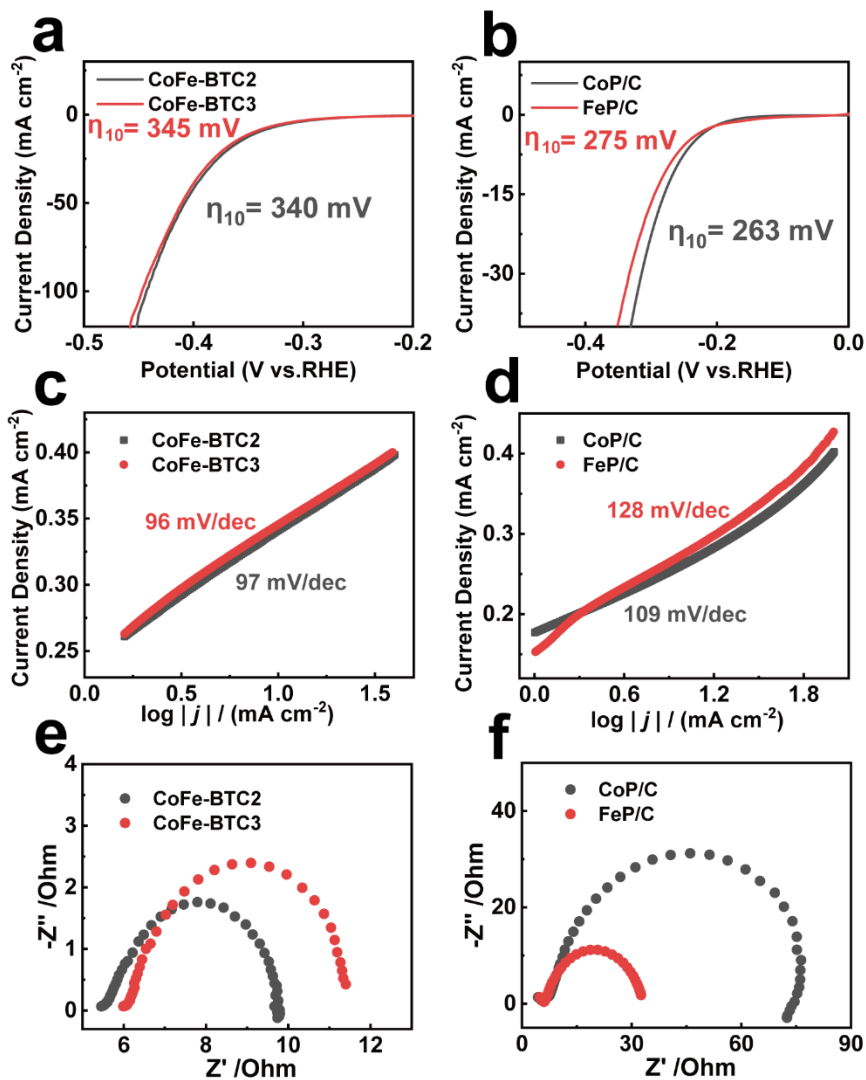 a
CoFe-BTC2
CoFe-BTC3
η₁₀= 345 mV
η₁₀= 340 mV
0
-50
-100
-0.5
-0.4
-0.3
-0.2
Current Density (mA cm⁻²)
Potential (V vs.RHE)
b
CoP/C
FeP/C
η₁₀= 275 mV
η₁₀= 263 mV
0
-15
-30
-0.4
-0.2
0.0
Current Density (mA cm⁻²)
Potential (V vs.RHE)
c
CoFe-BTC2
CoFe-BTC3
96 mV/dec
97 mV/dec
0.40
0.35
0.30
0.25
0.0
0.5
1.0
1.5
Current Density (mA cm⁻²)
log | j | / (mA cm⁻²)
d
CoP/C
FeP/C
128 mV/dec
109 mV/dec
0.4
0.3
0.2
0.0
0.6
1.2
1.8
Current Density (mA cm⁻²)
log | j | / (mA cm⁻²)
e
CoFe-BTC2
CoFe-BTC3
4
3
2
1
0
6
8
10
12
-Z'' /Ohm
Z' /Ohm
f
CoP/C
FeP/C
40
20
0
0
30
60
90
-Z'' /Ohm
Z' /Ohm